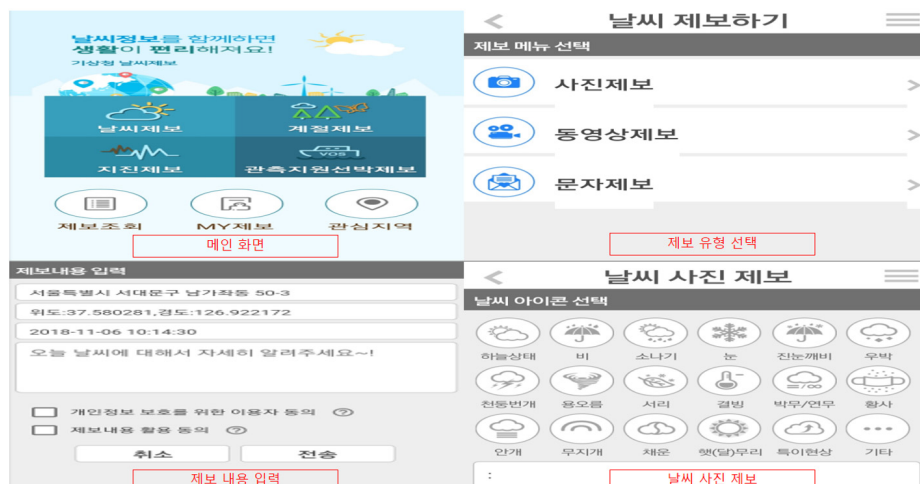 날씨정보를 함께하면
생활이 편리해져요!
기상청 날씨제보
날씨제보
계절제보
지진제보
VOS
관측지원선박제보
제보조회
MY제보
관심지역
메인 화면
날씨 제보하기
제보 메뉴 선택
사진제보
동영상제보
문자제보
제보 유형 선택
제보내용 입력
서울특별시 서대문구 남가좌동 50-3
위도:37.580281,경도:126.922172
2018-11-06 10:14:30
오늘 날씨에 대해서 자세히 알려주세요~!
개인정보 보호를 위한 이용자 동의 ?
제보내용 활용 동의 ?
취소 전송
제보 내용 입력
날씨 사진 제보
날씨 아이콘 선택
하늘상태 비 소나기 눈 진눈깨비 우박
천둥번개 용오름 서리 결빙 박무/연무 황사
안개 무지개 채운 햇(달)무리 특이현상 기타
:
날씨 사진 제보